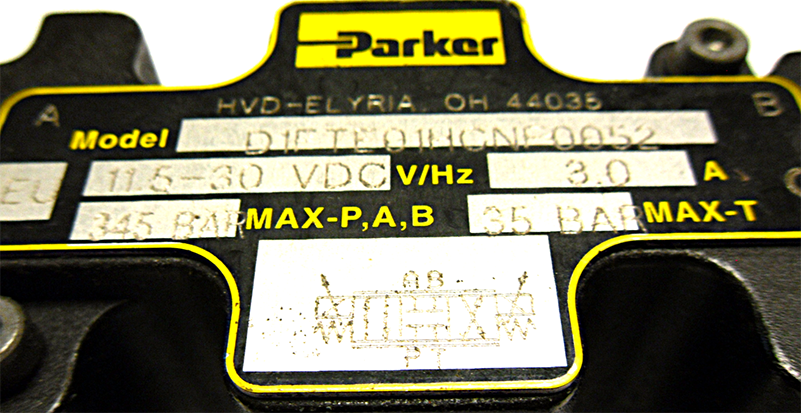 Parker
HVD-ELYRIA, OH 44035
A B
Model D1FTE01HCNF0052
EU 11.5-30 VDC V/Hz 3.0 A
345 BAR MAX-P,A,B 35 BAR MAX-T
A B
P T